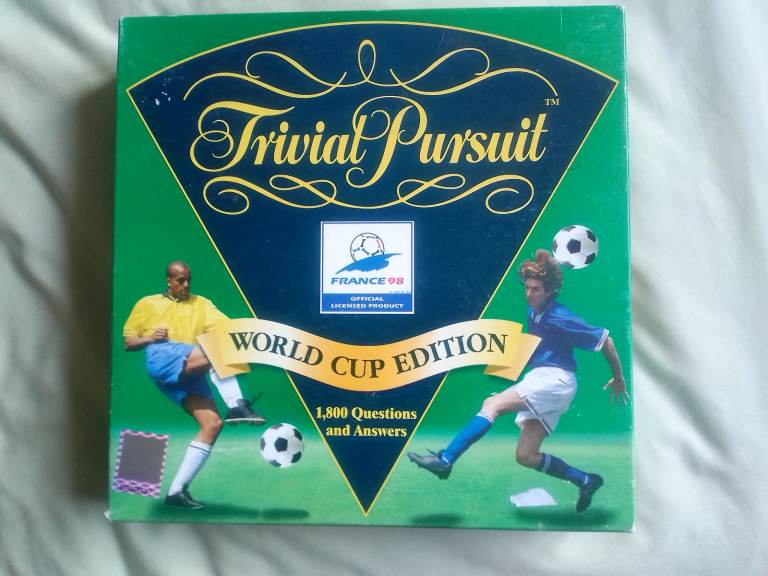 Trivial Pursuit
TM
FRANCE 98
OFFICIAL
LICENSED PRODUCT
WORLD CUP EDITION
1,800 Questions
and Answers